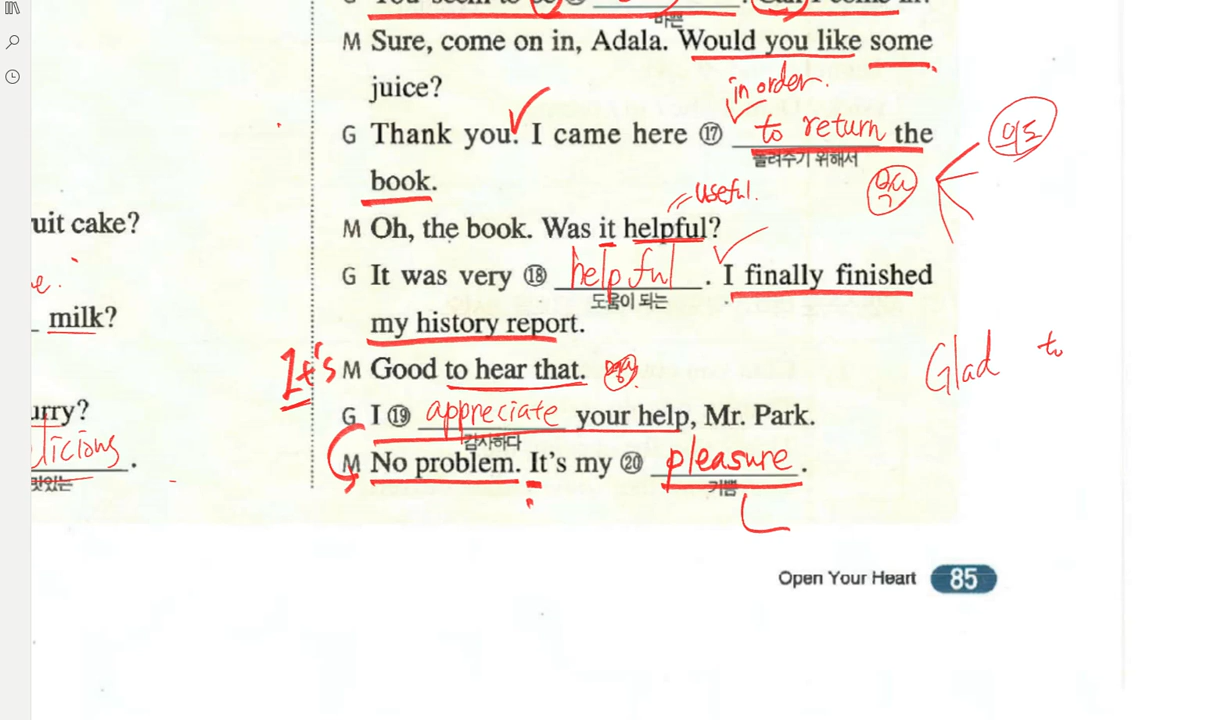 바쁜
M Sure, come on in, Adala. Would you like some
juice?
in order
G Thank you. I came here ⑰ to return the
돌려주기 위해서
book.
useful.
M Oh, the book. Was it helpful?
G It was very ⑱ helpful. I finally finished
도움이 되는
my history report.
It's
M Good to hear that.
Glad to
G I ⑲ appreciate your help, Mr. Park.
감사하다
M No problem. It's my ⑳ pleasure.
기쁨
uit cake?
e.
milk?
urry?
licious.
맛있는
Open Your Heart 85